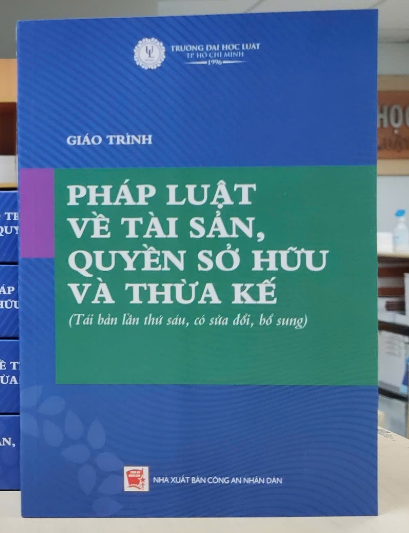 TRƯỜNG ĐẠI HỌC LUẬT
TP. HỒ CHÍ MINH
1996
GIÁO TRÌNH
PHÁP LUẬT
VỀ TÀI SẢN,
QUYỀN SỞ HỮU
VÀ THỪA KẾ
(Tái bản lần thứ sáu, có sửa đổi, bổ sung)
NHÀ XUẤT BẢN CÔNG AN NHÂN DÂN